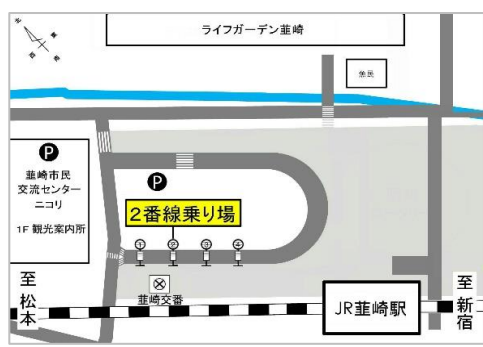 ライフガーデン韮崎
魚民
P
韮崎市民
交流センター
ニコリ
1F 観光案内所
P
2番線乗り場
①
②
③
④
韮崎交番
至
松
本
JR韮崎駅
至
新
宿